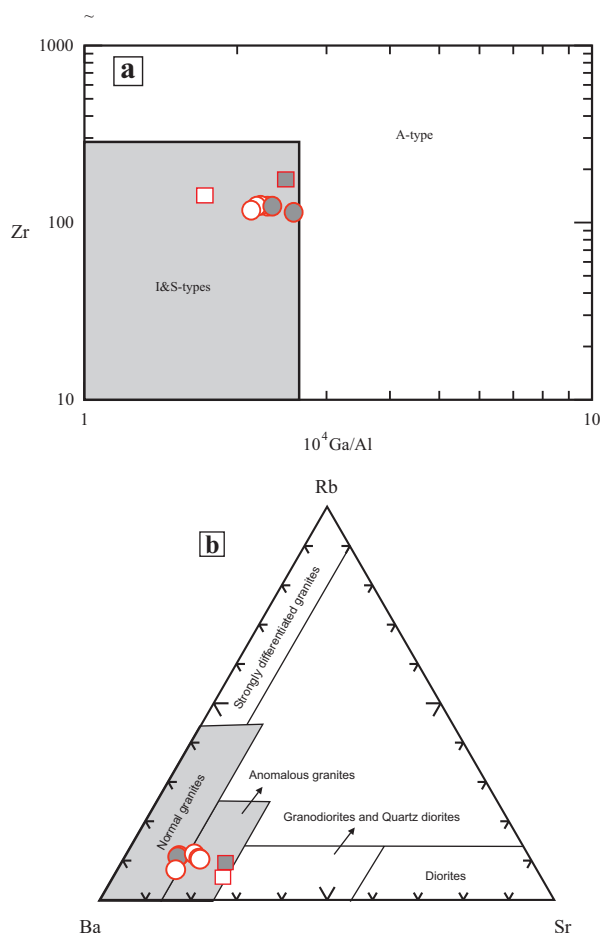 ~
1000
a
A-type
Zr
100
I&S-types
10
1
10
10⁴Ga/Al
Rb
b
Strongly differentiated granites
Normal granites
Anomalous granites
Granodiorites and Quartz diorites
Diorites
Ba
Sr